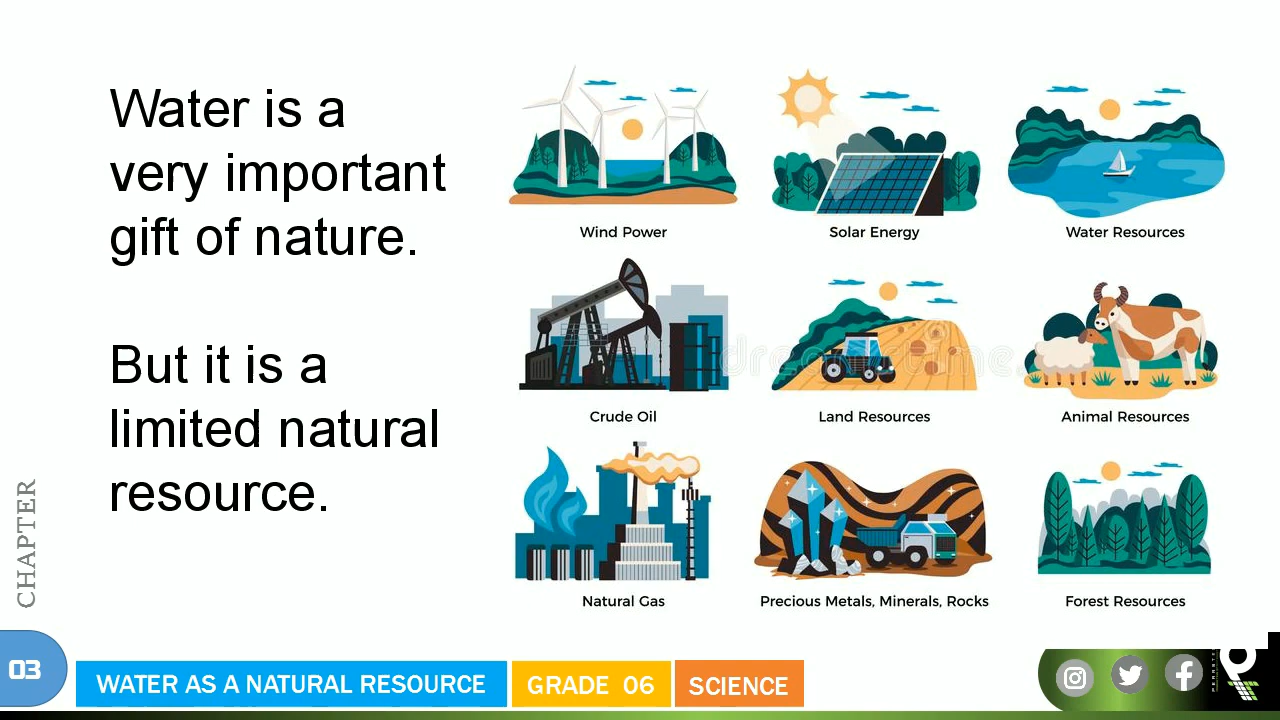 Water is a
very important
gift of nature.
But it is a
limited natural
resource.
Wind Power
Solar Energy
Water Resources
Crude Oil
Land Resources
Animal Resources
Natural Gas
Precious Metals, Minerals, Rocks
Forest Resources
dreamstime.
CHAPTER
03
WATER AS A NATURAL RESOURCE
GRADE 06
SCIENCE